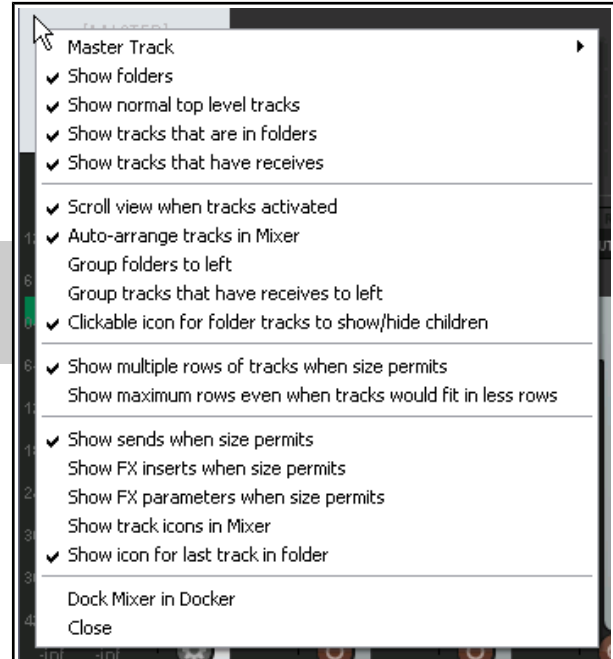 [MASTER]
Master Track
Show folders
Show normal top level tracks
Show tracks that are in folders
Show tracks that have receives
Scroll view when tracks activated
Auto-arrange tracks in Mixer
Group folders to left
Group tracks that have receives to left
Clickable icon for folder tracks to show/hide children
Show multiple rows of tracks when size permits
Show maximum rows even when tracks would fit in less rows
Show sends when size permits
Show FX inserts when size permits
Show FX parameters when size permits
Show track icons in Mixer
Show icon for last track in folder
Dock Mixer in Docker
Close
-inf -inf